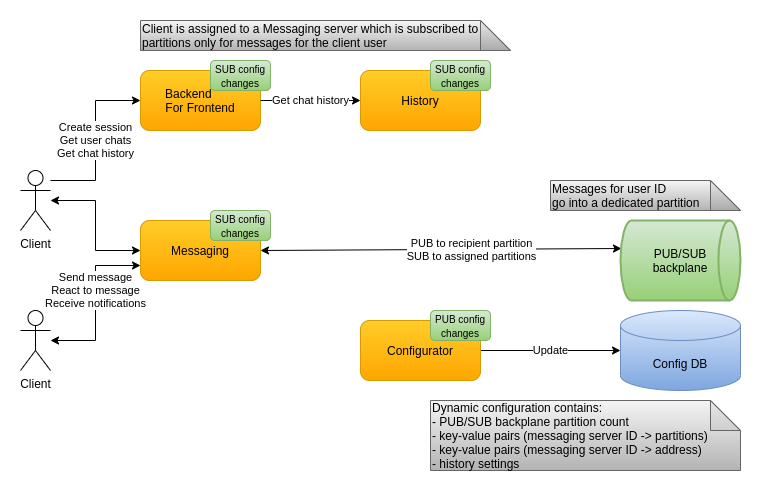 Client is assigned to a Messaging server which is subscribed to
partitions only for messages for the client user
SUB config
changes
Backend
For Frontend
Get chat history
SUB config
changes
History
Create session
Get user chats
Get chat history
Client
SUB config
changes
Messaging
Messages for user ID
go into a dedicated partition
PUB to recipient partition
SUB to assigned partitions
PUB/SUB
backplane
Send message
React to message
Receive notifications
Client
PUB config
changes
Configurator
Update
Config DB
Dynamic configuration contains:
- PUB/SUB backplane partition count
- key-value pairs (messaging server ID -> partitions)
- key-value pairs (messaging server ID -> address)
- history settings